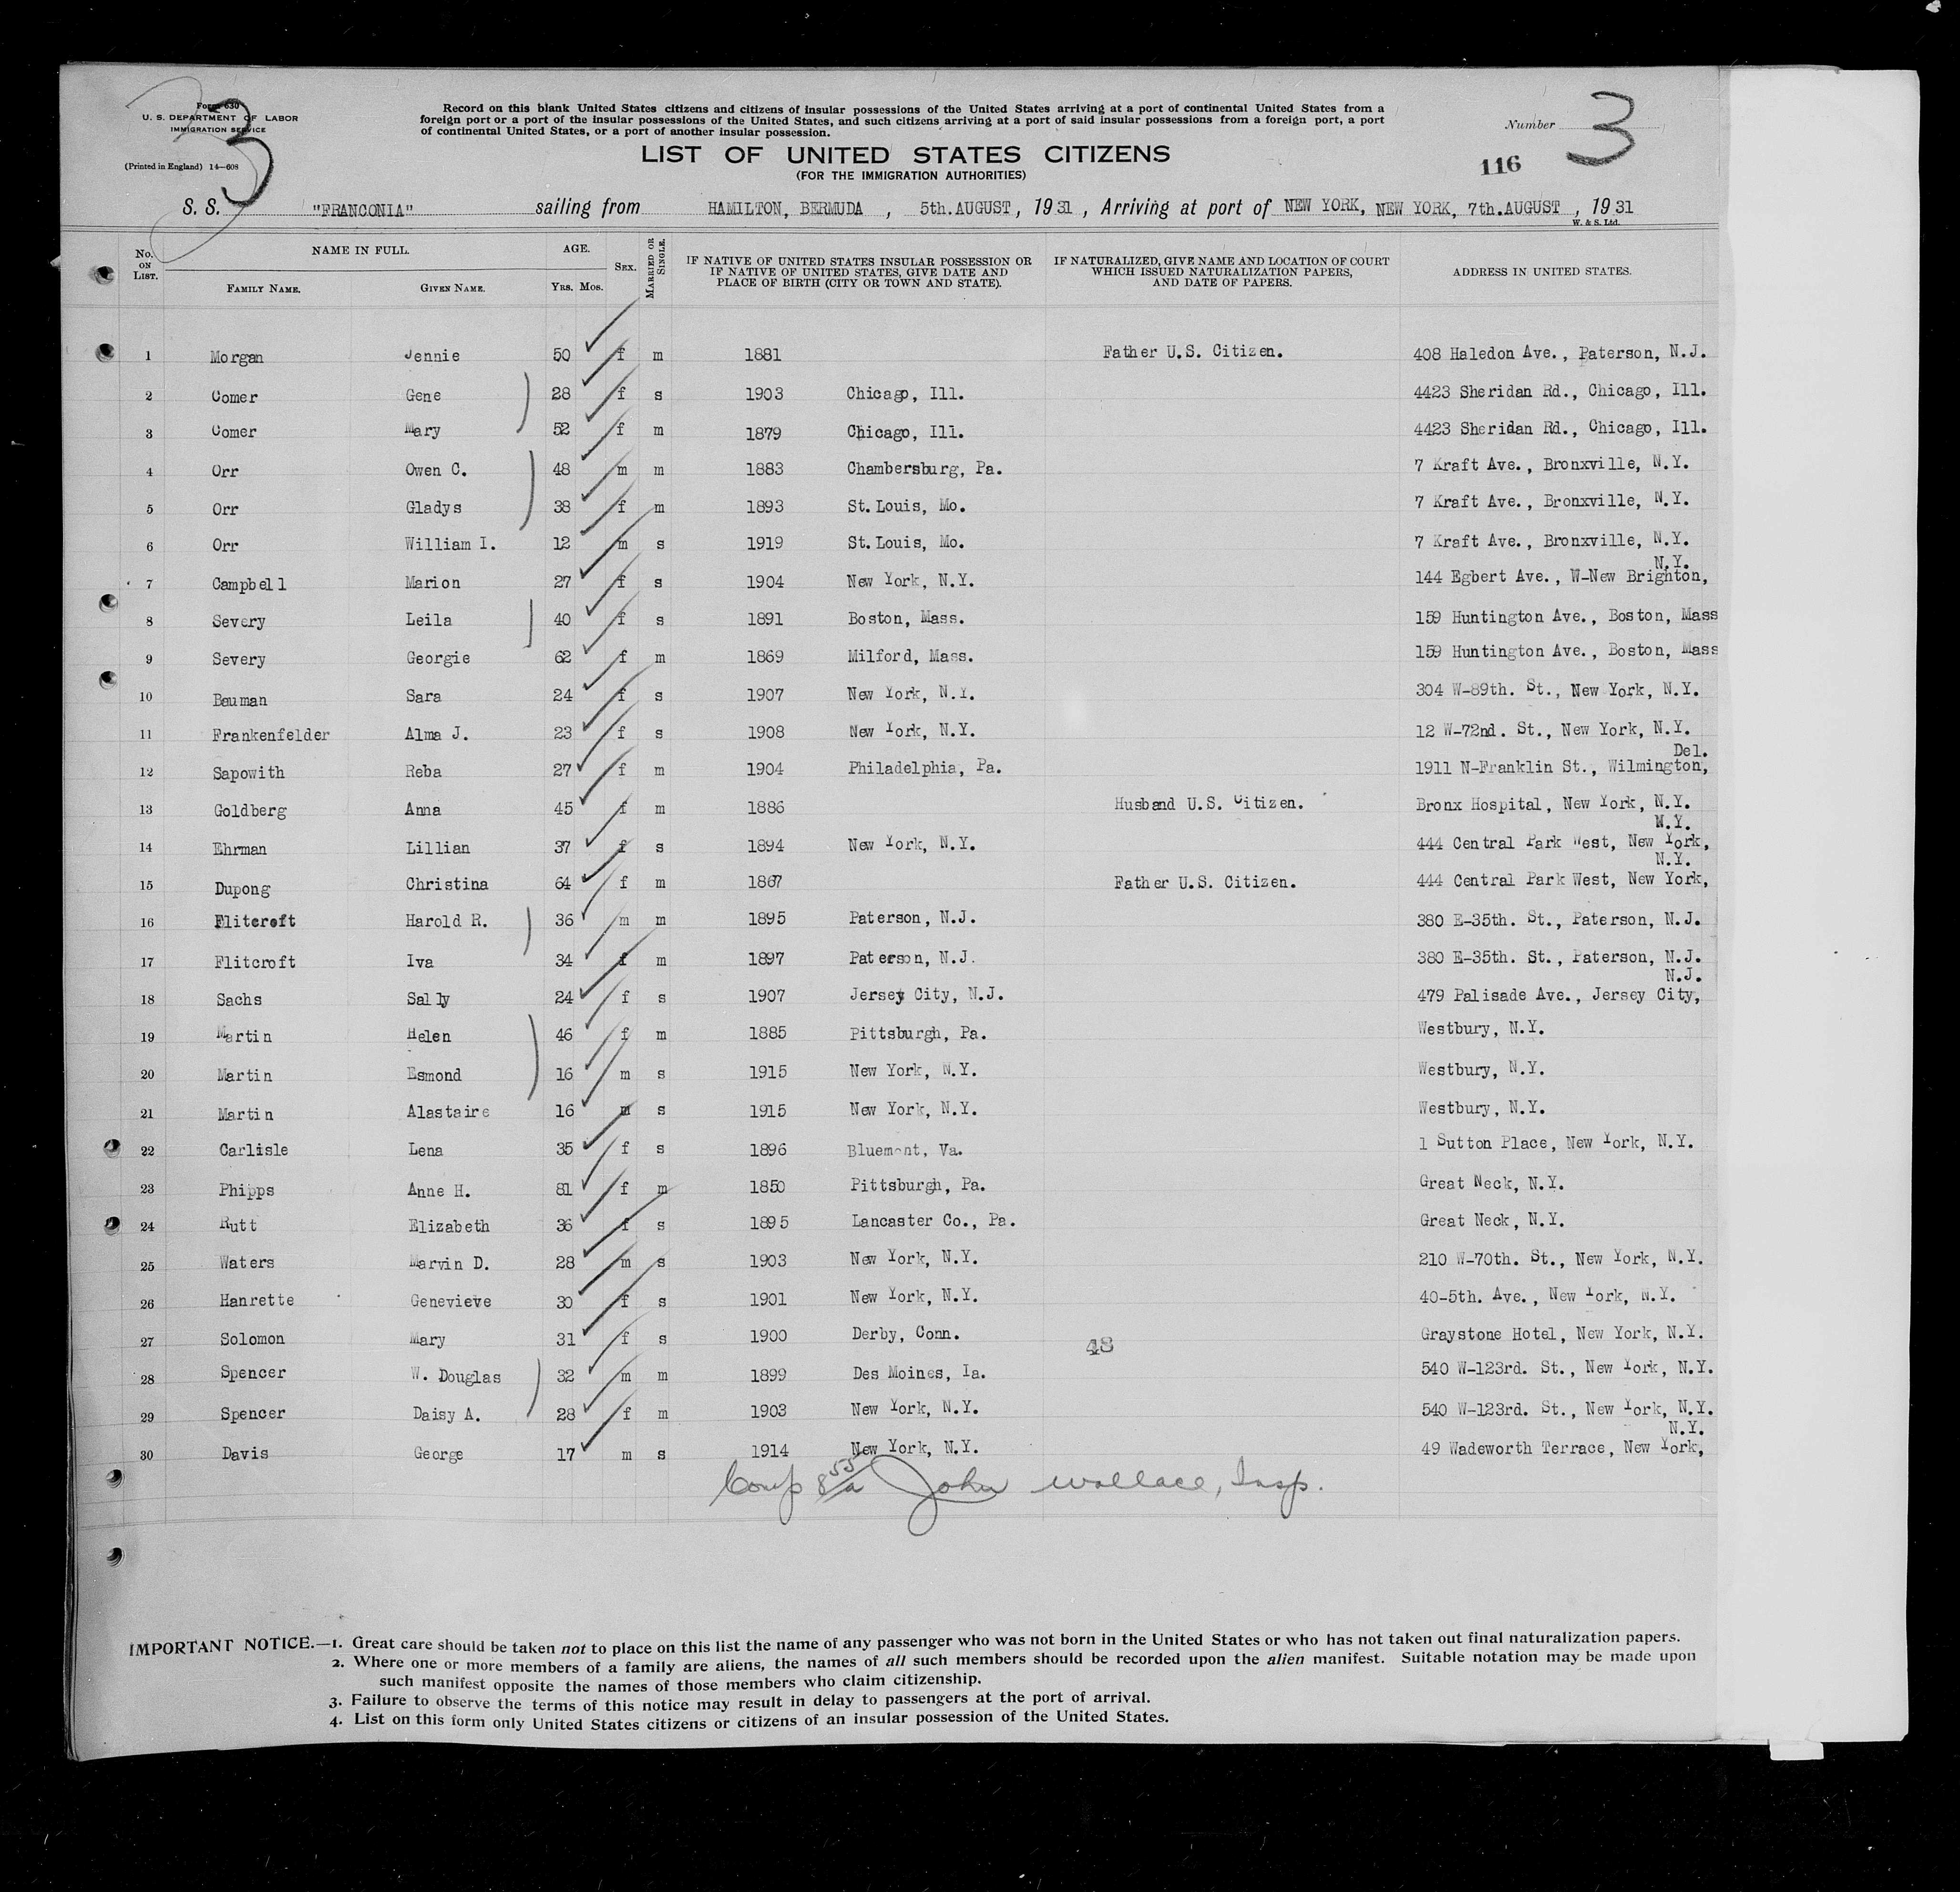 Form 630
U. S. DEPARTMENT OF LABOR
IMMIGRATION SERVICE
(Printed in England) 14—608
3
Record on this blank United States citizens and citizens of insular possessions of the United States arriving at a port of continental United States from a
foreign port or a port of the insular possessions of the United States, and such citizens arriving at a port of said insular possessions from a foreign port, a port
of continental United States, or a port of another insular possession.
Number 3
LIST OF UNITED STATES CITIZENS
(FOR THE IMMIGRATION AUTHORITIES)
116
S. S. "FRANCONIA" sailing from HAMILTON, BERMUDA, 5th.AUGUST, 1931, Arriving at port of NEW YORK, NEW YORK, 7th.AUGUST, 1931
W. & S. Ltd.
No. ON LIST. NAME IN FULL. FAMILY NAME. GIVEN NAME. AGE. YRS. MOS. SEX. MARRIED OR SINGLE. IF NATIVE OF UNITED STATES INSULAR POSSESSION OR IF NATIVE OF UNITED STATES, GIVE DATE AND PLACE OF BIRTH (CITY OR TOWN AND STATE). IF NATURALIZED, GIVE NAME AND LOCATION OF COURT WHICH ISSUED NATURALIZATION PAPERS, AND DATE OF PAPERS. ADDRESS IN UNITED STATES.
1 Morgan Jennie 50 f m 1881 Father U.S. Citizen. 408 Haledon Ave., Paterson, N.J.
2 Comer Gene 28 f s 1903 Chicago, Ill. 4423 Sheridan Rd., Chicago, Ill.
3 Comer Mary 52 f m 1879 Chicago, Ill. 4423 Sheridan Rd., Chicago, Ill.
4 Orr Owen C. 48 m m 1883 Chambersburg, Pa. 7 Kraft Ave., Bronxville, N.Y.
5 Orr Gladys 38 f m 1893 St.Louis, Mo. 7 Kraft Ave., Bronxville, N.Y.
6 Orr William I. 12 m s 1919 St.Louis, Mo. 7 Kraft Ave., Bronxville, N.Y.
7 Campbell Marion 27 f s 1904 New York, N.Y. 144 Egbert Ave., W-New Brighton, N.Y.
8 Severy Leila 40 f s 1891 Boston, Mass. 159 Huntington Ave., Boston, Mass
9 Severy Georgie 62 f m 1869 Milford, Mass. 159 Huntington Ave., Boston, Mass
10 Bauman Sara 24 f s 1907 New York, N.Y. 304 W-89th. St., New York, N.Y.
11 Frankenfelder Alma J. 23 f s 1908 New York, N.Y. 12 W-72nd. St., New York, N.Y.
12 Sapowith Reba 27 f m 1904 Philadelphia, Pa. 1911 N-Franklin St., Wilmington, Del.
13 Goldberg Anna 45 f m 1886 Husband U.S. Citizen. Bronx Hospital, New York, N.Y.
14 Ehrman Lillian 37 f s 1894 New York, N.Y. 444 Central Park West, New York, N.Y.
15 Dupong Christina 64 f m 1867 Father U.S. Citizen. 444 Central Park West, New York, N.Y.
16 Flitcroft Harold R. 36 m m 1895 Paterson, N.J. 380 E-35th. St., Paterson, N.J.
17 Flitcroft Iva 34 f m 1897 Paterson, N.J. 380 E-35th. St., Paterson, N.J.
18 Sachs Sally 24 f s 1907 Jersey City, N.J. 479 Palisade Ave., Jersey City, N.J.
19 Martin Helen 46 f m 1885 Pittsburgh, Pa. Westbury, N.Y.
20 Martin Esmond 16 m s 1915 New York, N.Y. Westbury, N.Y.
21 Martin Alastaire 16 m s 1915 New York, N.Y. Westbury, N.Y.
22 Carlisle Lena 35 f s 1896 Bluemont, Va. 1 Sutton Place, New York, N.Y.
23 Phipps Anne H. 81 f m 1850 Pittsburgh, Pa. Great Neck, N.Y.
24 Rutt Elizabeth 36 f s 1895 Lancaster Co., Pa. Great Neck, N.Y.
25 Waters Marvin D. 28 m s 1903 New York, N.Y. 210 W-70th. St., New York, N.Y.
26 Hanrette Genevieve 30 f s 1901 New York, N.Y. 40-5th. Ave., New York, N.Y.
27 Solomon Mary 31 f s 1900 Derby, Conn. Graystone Hotel, New York, N.Y.
48
28 Spencer W. Douglas 32 m m 1899 Des Moines, Ia. 540 W-123rd. St., New York, N.Y.
29 Spencer Daisy A. 28 f m 1903 New York, N.Y. 540 W-123rd. St., New York, N.Y.
30 Davis George 17 m s 1914 New York, N.Y. 49 Wadeworth Terrace, New York, N.Y.
Comp 8 55/a John Wallace, Insp.
IMPORTANT NOTICE.—1. Great care should be taken not to place on this list the name of any passenger who was not born in the United States or who has not taken out final naturalization papers.
2. Where one or more members of a family are aliens, the names of all such members should be recorded upon the alien manifest. Suitable notation may be made upon
such manifest opposite the names of those members who claim citizenship.
3. Failure to observe the terms of this notice may result in delay to passengers at the port of arrival.
4. List on this form only United States citizens or citizens of an insular possession of the United States.